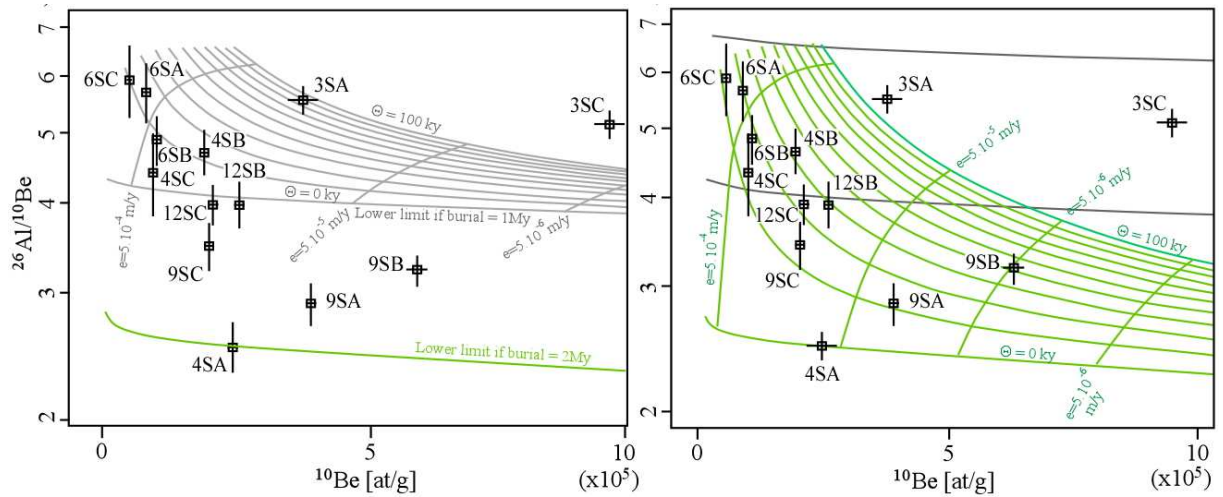 7
6
5
4
3
2
²⁶Al/¹⁰Be
6SC
6SA
3SA
3SC
Θ = 100 ky
6SB
4SB
4SC
12SB
Θ = 0 ky
12SC
Lower limit if burial = 1My
e=5 10⁻⁴ m/y
e=5 10⁻⁵ m/y
e=5 10⁻⁶ m/y
9SC
9SB
9SA
4SA
Lower limit if burial = 2My
0
5
10
¹⁰Be [at/g]
(x10⁵)
7
6
5
4
3
2
6SC
6SA
3SA
3SC
e=5 10⁻⁵ m/y
6SB
4SB
4SC
12SB
e=5 10⁻⁶ m/y
12SC
e=5 10⁻⁴ m/y
Θ = 100 ky
9SC
9SB
9SA
Θ = 0 ky
4SA
e=5 10⁻⁶
m/y
0
5
10
¹⁰Be [at/g]
(x10⁵)